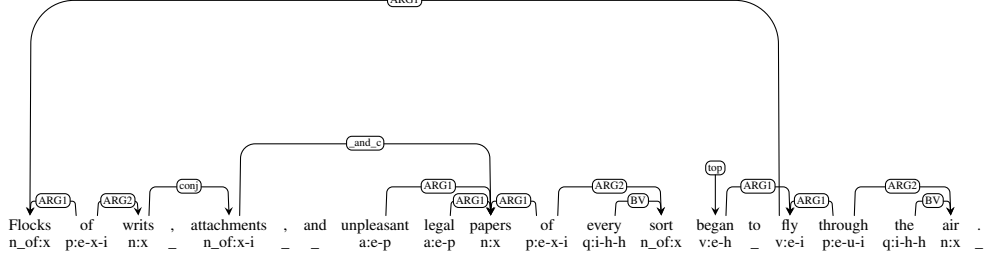 ARG1
_and_c
top
conj
ARG1
ARG2
ARG1
ARG2
ARG1
ARG2
ARG1
ARG1
BV
ARG1
BV
Flocks of writs , attachments , and unpleasant legal papers of every sort began to fly through the air .
n_of:x p:e-x-i n:x _ n_of:x-i _ _ a:e-p a:e-p n:x p:e-x-i q:i-h-h n_of:x v:e-h _ v:e-i p:e-u-i q:i-h-h n:x _